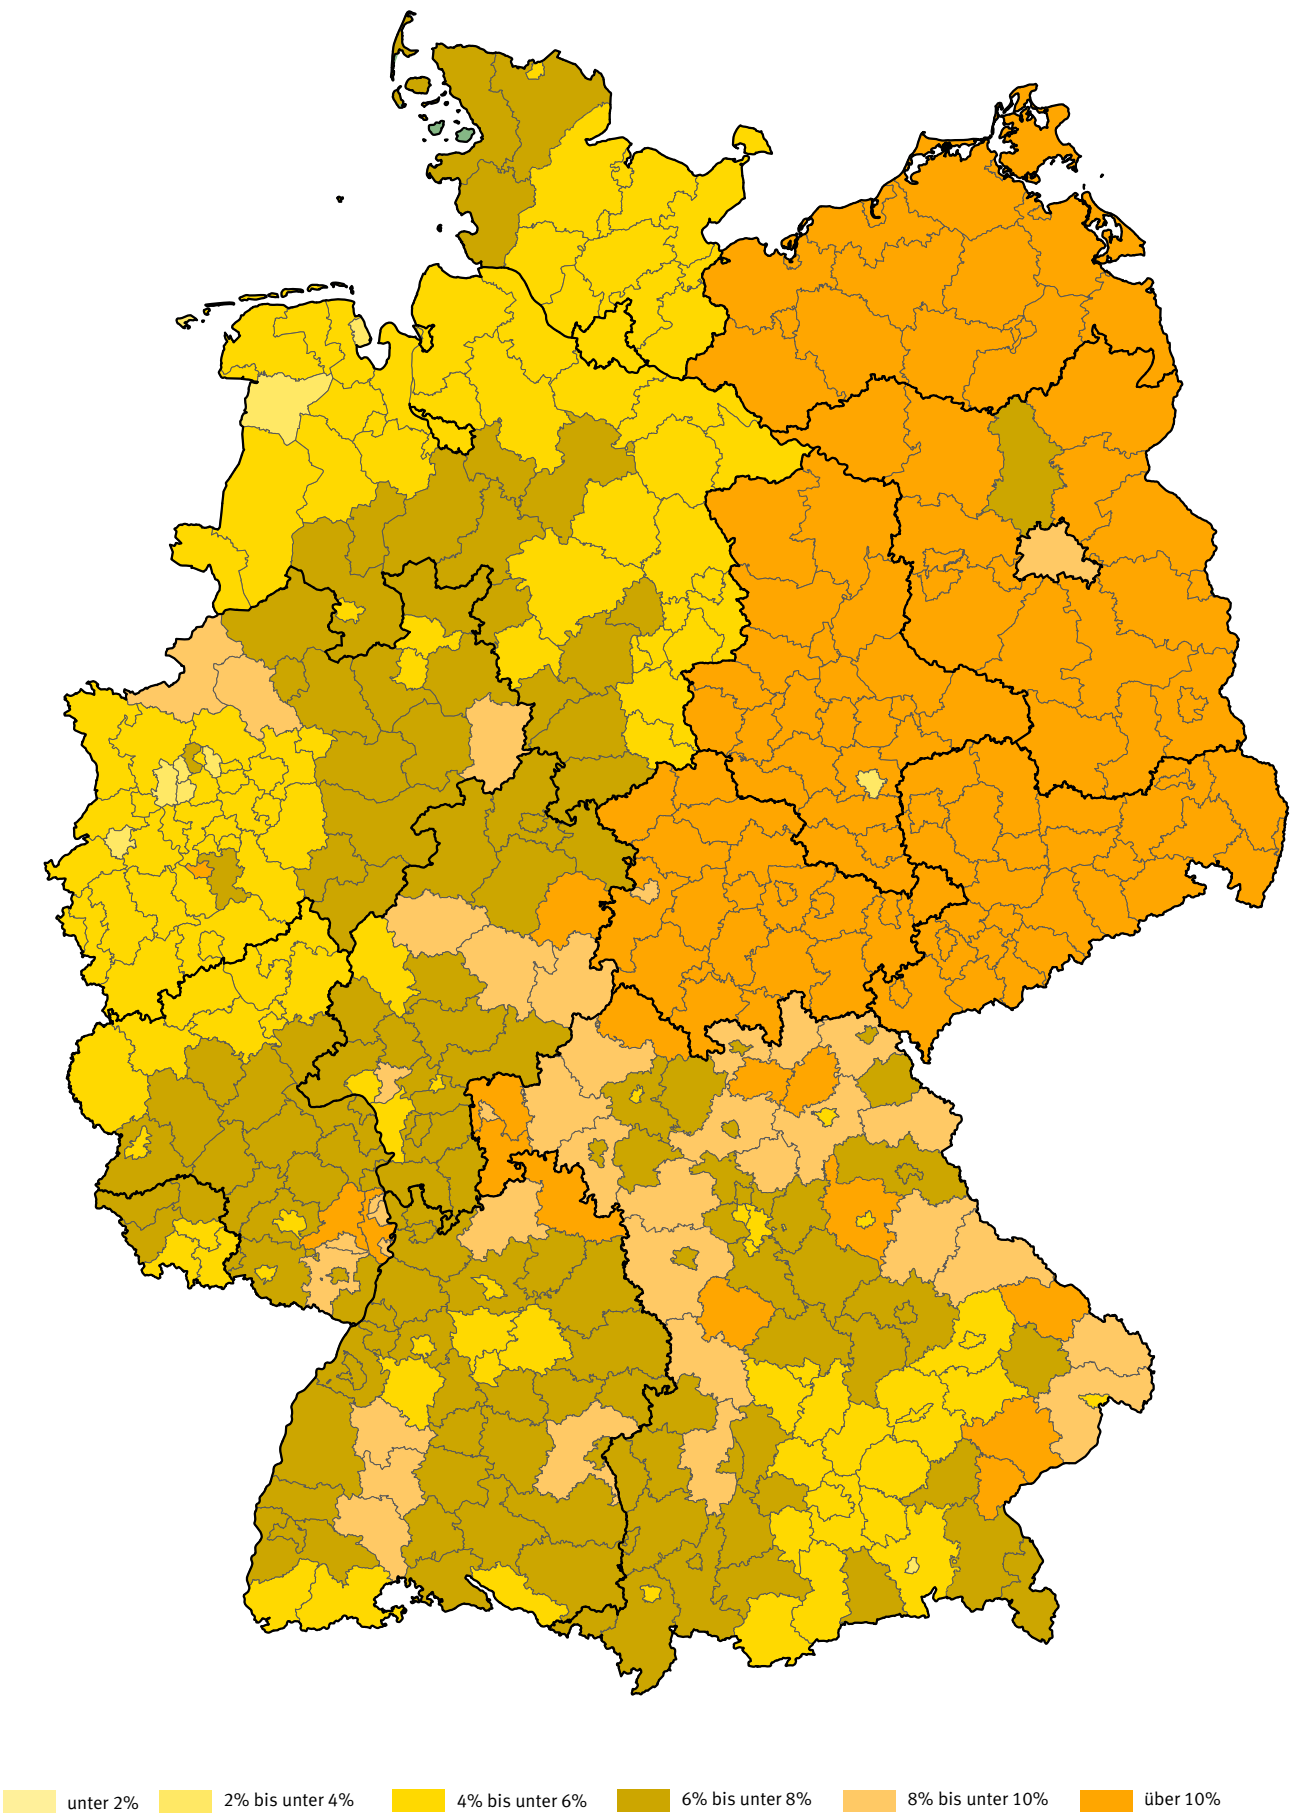 unter 2%
2% bis unter 4%
4% bis unter 6%
6% bis unter 8%
8% bis unter 10%
über 10%